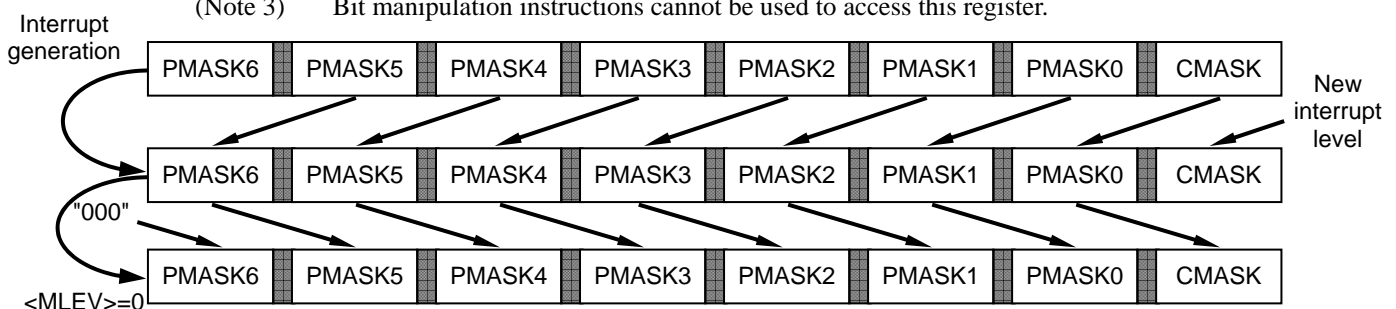 (Note 3) Bit manipulation instructions cannot be used to access this register.
Interrupt
generation
PMASK6 PMASK5 PMASK4 PMASK3 PMASK2 PMASK1 PMASK0 CMASK
New
interrupt
level
PMASK6 PMASK5 PMASK4 PMASK3 PMASK2 PMASK1 PMASK0 CMASK
"000"
PMASK6 PMASK5 PMASK4 PMASK3 PMASK2 PMASK1 PMASK0 CMASK
<MLEV>=0